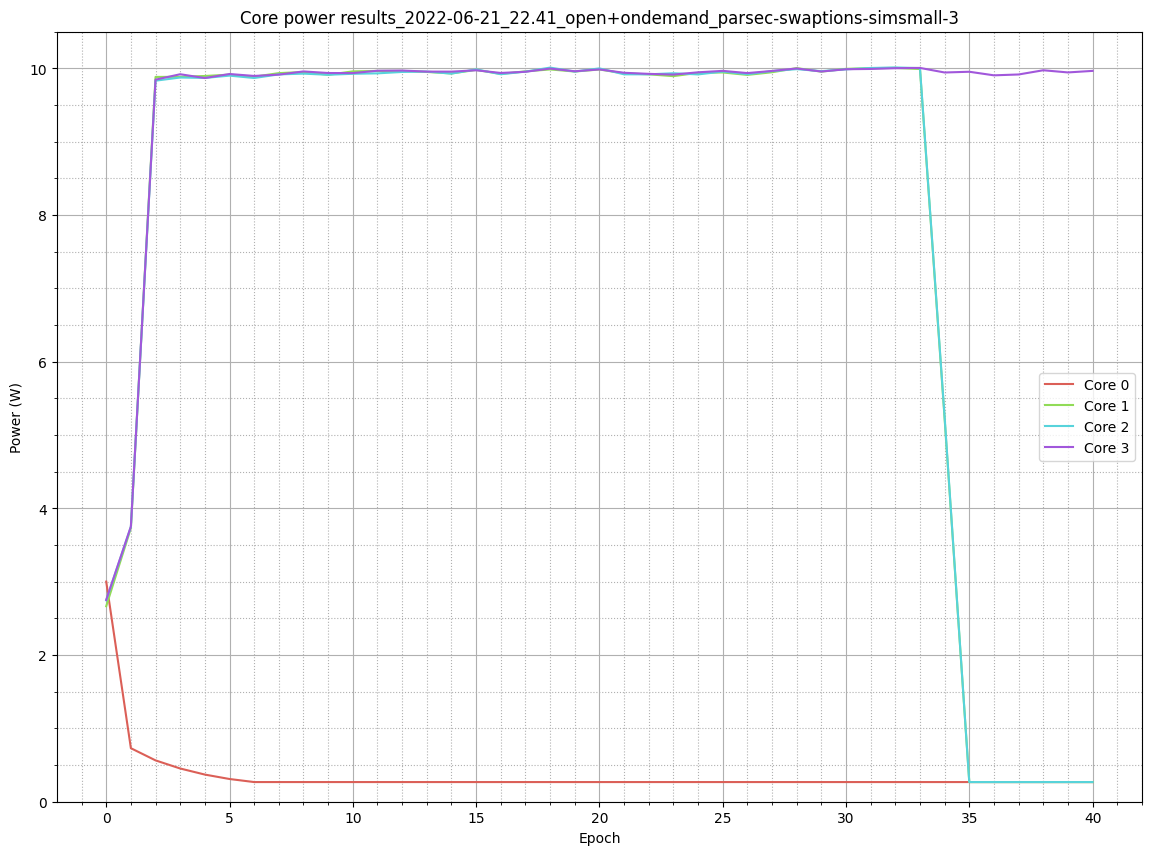 Core power results_2022-06-21_22.41_open+ondemand_parsec-swaptions-simsmall-3
10
8
6
4
2
0
Power (W)
Core 0
Core 1
Core 2
Core 3
0 5 10 15 20 25 30 35 40
Epoch